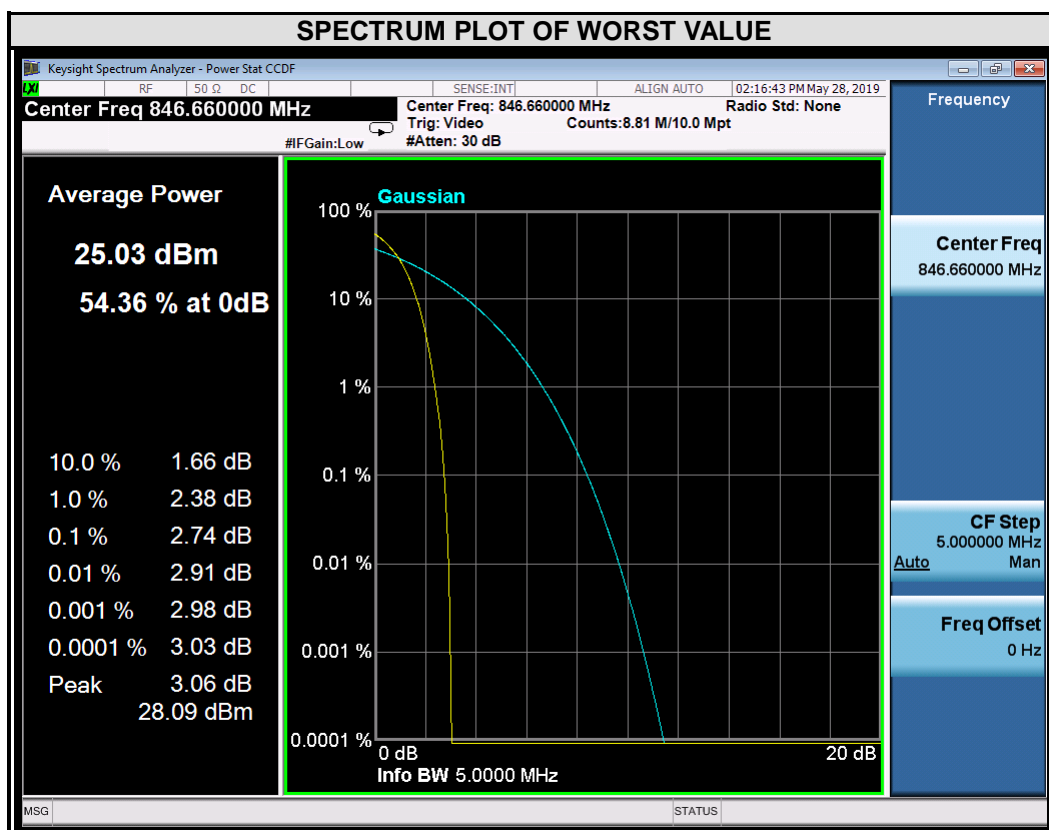 SPECTRUM PLOT OF WORST VALUE
Keysight Spectrum Analyzer - Power Stat CCDF
LXI RF 50 Ω DC SENSE:INT ALIGN AUTO 02:16:43 PM May 28, 2019
Center Freq 846.660000 MHz
Center Freq: 846.660000 MHz Radio Std: None
Trig: Video Counts:8.81 M/10.0 Mpt
#IFGain:Low #Atten: 30 dB
Average Power
25.03 dBm
54.36 % at 0dB
10.0 % 1.66 dB
1.0 % 2.38 dB
0.1 % 2.74 dB
0.01 % 2.91 dB
0.001 % 2.98 dB
0.0001 % 3.03 dB
Peak 3.06 dB
28.09 dBm
Gaussian
100 %
10 %
1 %
0.1 %
0.01 %
0.001 %
0.0001 %
0 dB 20 dB
Info BW 5.0000 MHz
Frequency
Center Freq
846.660000 MHz
CF Step
5.000000 MHz
Auto Man
Freq Offset
0 Hz
MSG STATUS